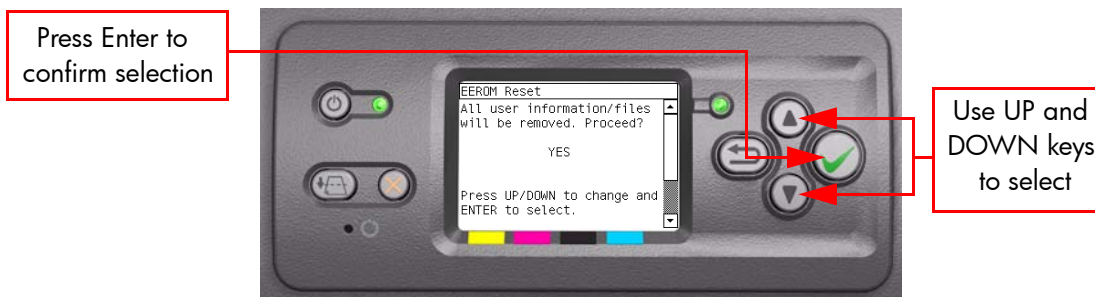 Press Enter to
confirm selection
EEROM Reset
All user information/files
will be removed. Proceed?
YES
Press UP/DOWN to change and
ENTER to select.
Use UP and
DOWN keys
to select